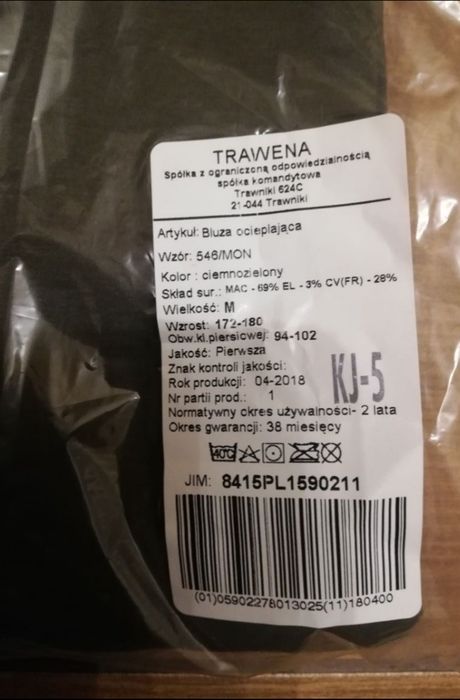 TRAWENA
Spółka z ograniczoną odpowiedzialnością
spółka komandytowa
Trawniki 624C
21-044 Trawniki
Artykuł: Bluza ocieplająca
Wzór: 546/MON
Kolor : ciemnozielony
Skład sur.: MAC - 69% EL - 3% CV(FR) - 28%
Wielkość: M
Wzrost: 172-180
Obw.kl.piersiowej: 94-102
Jakość: Pierwsza
Znak kontroli jakości:
KJ-5
Rok produkcji: 04-2018
Nr partii prod.: 1
Normatywny okres używalności- 2 lata
Okres gwarancji: 38 miesięcy
40°C
JIM: 8415PL1590211
(01)05902278013025(11)180400